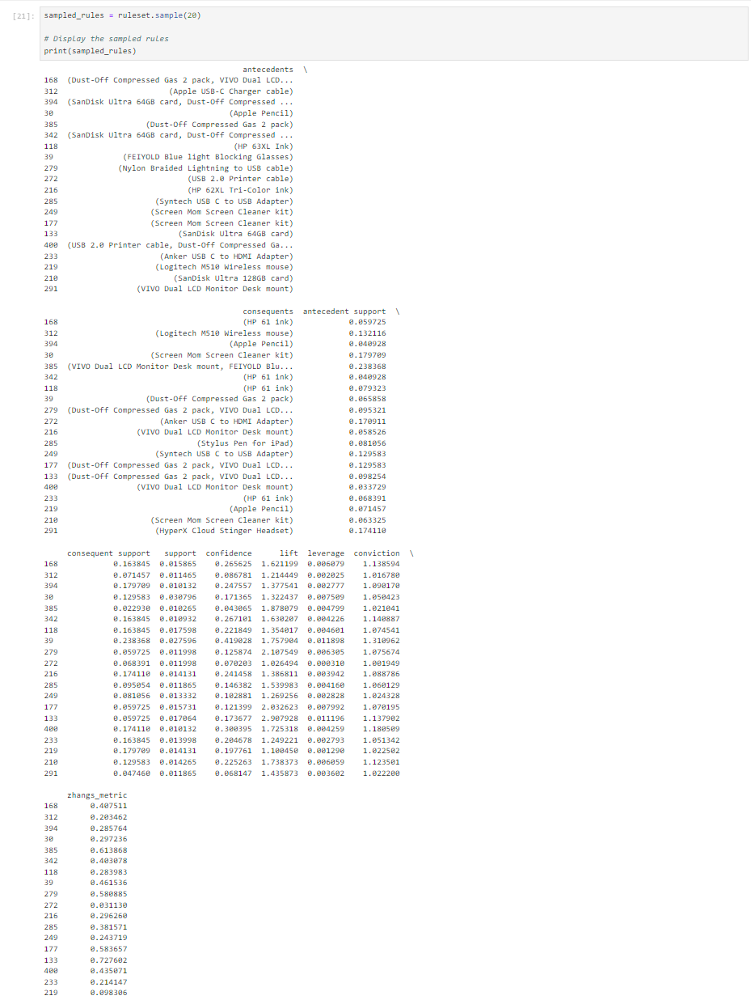 [21]: sampled_rules = ruleset.sample(20)
# Display the sampled rules
print(sampled_rules)
antecedents \
168 (Dust-Off Compressed Gas 2 pack, VIVO Dual LCD...
312 (Apple USB-C Charger cable)
394 (SanDisk Ultra 64GB card, Dust-Off Compressed ...
30 (Apple Pencil)
385 (Dust-Off Compressed Gas 2 pack)
342 (SanDisk Ultra 64GB card, Dust-Off Compressed ...
118 (HP 63XL Ink)
39 (FEIYOLD Blue light Blocking Glasses)
279 (Nylon Braided Lightning to USB cable)
272 (USB 2.0 Printer cable)
216 (HP 62XL Tri-Color ink)
285 (Syntech USB C to USB Adapter)
249 (Screen Mom Screen Cleaner kit)
177 (Screen Mom Screen Cleaner kit)
133 (SanDisk Ultra 64GB card)
400 (USB 2.0 Printer cable, Dust-Off Compressed Ga...
233 (Anker USB C to HDMI Adapter)
219 (Logitech M510 Wireless mouse)
210 (SanDisk Ultra 128GB card)
291 (VIVO Dual LCD Monitor Desk mount)
consequents antecedent support \
168 (HP 61 ink) 0.059725
312 (Logitech M510 Wireless mouse) 0.132116
394 (Apple Pencil) 0.040928
30 (Screen Mom Screen Cleaner kit) 0.179709
385 (VIVO Dual LCD Monitor Desk mount, FEIYOLD Blu... 0.238368
342 (HP 61 ink) 0.040928
118 (HP 61 ink) 0.079323
39 (Dust-Off Compressed Gas 2 pack) 0.065858
279 (Dust-Off Compressed Gas 2 pack, VIVO Dual LCD... 0.095321
272 (Anker USB C to HDMI Adapter) 0.170911
216 (VIVO Dual LCD Monitor Desk mount) 0.058526
285 (Stylus Pen for iPad) 0.081056
249 (Syntech USB C to USB Adapter) 0.129583
177 (Dust-Off Compressed Gas 2 pack, VIVO Dual LCD... 0.129583
133 (Dust-Off Compressed Gas 2 pack, VIVO Dual LCD... 0.098254
400 (VIVO Dual LCD Monitor Desk mount) 0.033729
233 (HP 61 ink) 0.068391
219 (Apple Pencil) 0.071457
210 (Screen Mom Screen Cleaner kit) 0.063325
291 (HyperX Cloud Stinger Headset) 0.174110
consequent support support confidence lift leverage conviction \
168 0.163845 0.015865 0.265625 1.621199 0.006079 1.138594
312 0.071457 0.011465 0.086781 1.214449 0.002025 1.016780
394 0.179709 0.010132 0.247557 1.377541 0.002777 1.090170
30 0.129583 0.030796 0.171365 1.322437 0.007509 1.050423
385 0.022930 0.010265 0.043065 1.878079 0.004799 1.021041
342 0.163845 0.010932 0.267101 1.630207 0.004226 1.140887
118 0.163845 0.017598 0.221849 1.354017 0.004601 1.074541
39 0.238368 0.027596 0.419028 1.757904 0.011898 1.310962
279 0.059725 0.011998 0.125874 2.107549 0.006305 1.075674
272 0.068391 0.011998 0.070203 1.026494 0.000310 1.001949
216 0.174110 0.014131 0.241458 1.386811 0.003942 1.088786
285 0.095054 0.011865 0.146382 1.539983 0.004160 1.060129
249 0.081056 0.013332 0.102881 1.269256 0.002828 1.024328
177 0.059725 0.015731 0.121399 2.032623 0.007992 1.070195
133 0.059725 0.017064 0.173677 2.907928 0.011196 1.137902
400 0.174110 0.010132 0.300395 1.725318 0.004259 1.180509
233 0.163845 0.013998 0.204678 1.249221 0.002793 1.051342
219 0.179709 0.014131 0.197761 1.100450 0.001290 1.022502
210 0.129583 0.014265 0.225263 1.738373 0.006059 1.123501
291 0.047460 0.011865 0.068147 1.435873 0.003602 1.022200
zhangs_metric
168 0.407511
312 0.203462
394 0.285764
30 0.297236
385 0.613868
342 0.403078
118 0.283983
39 0.461536
279 0.580885
272 0.031130
216 0.296260
285 0.381571
249 0.243719
177 0.583657
133 0.727602
400 0.435071
233 0.214147
219 0.098306